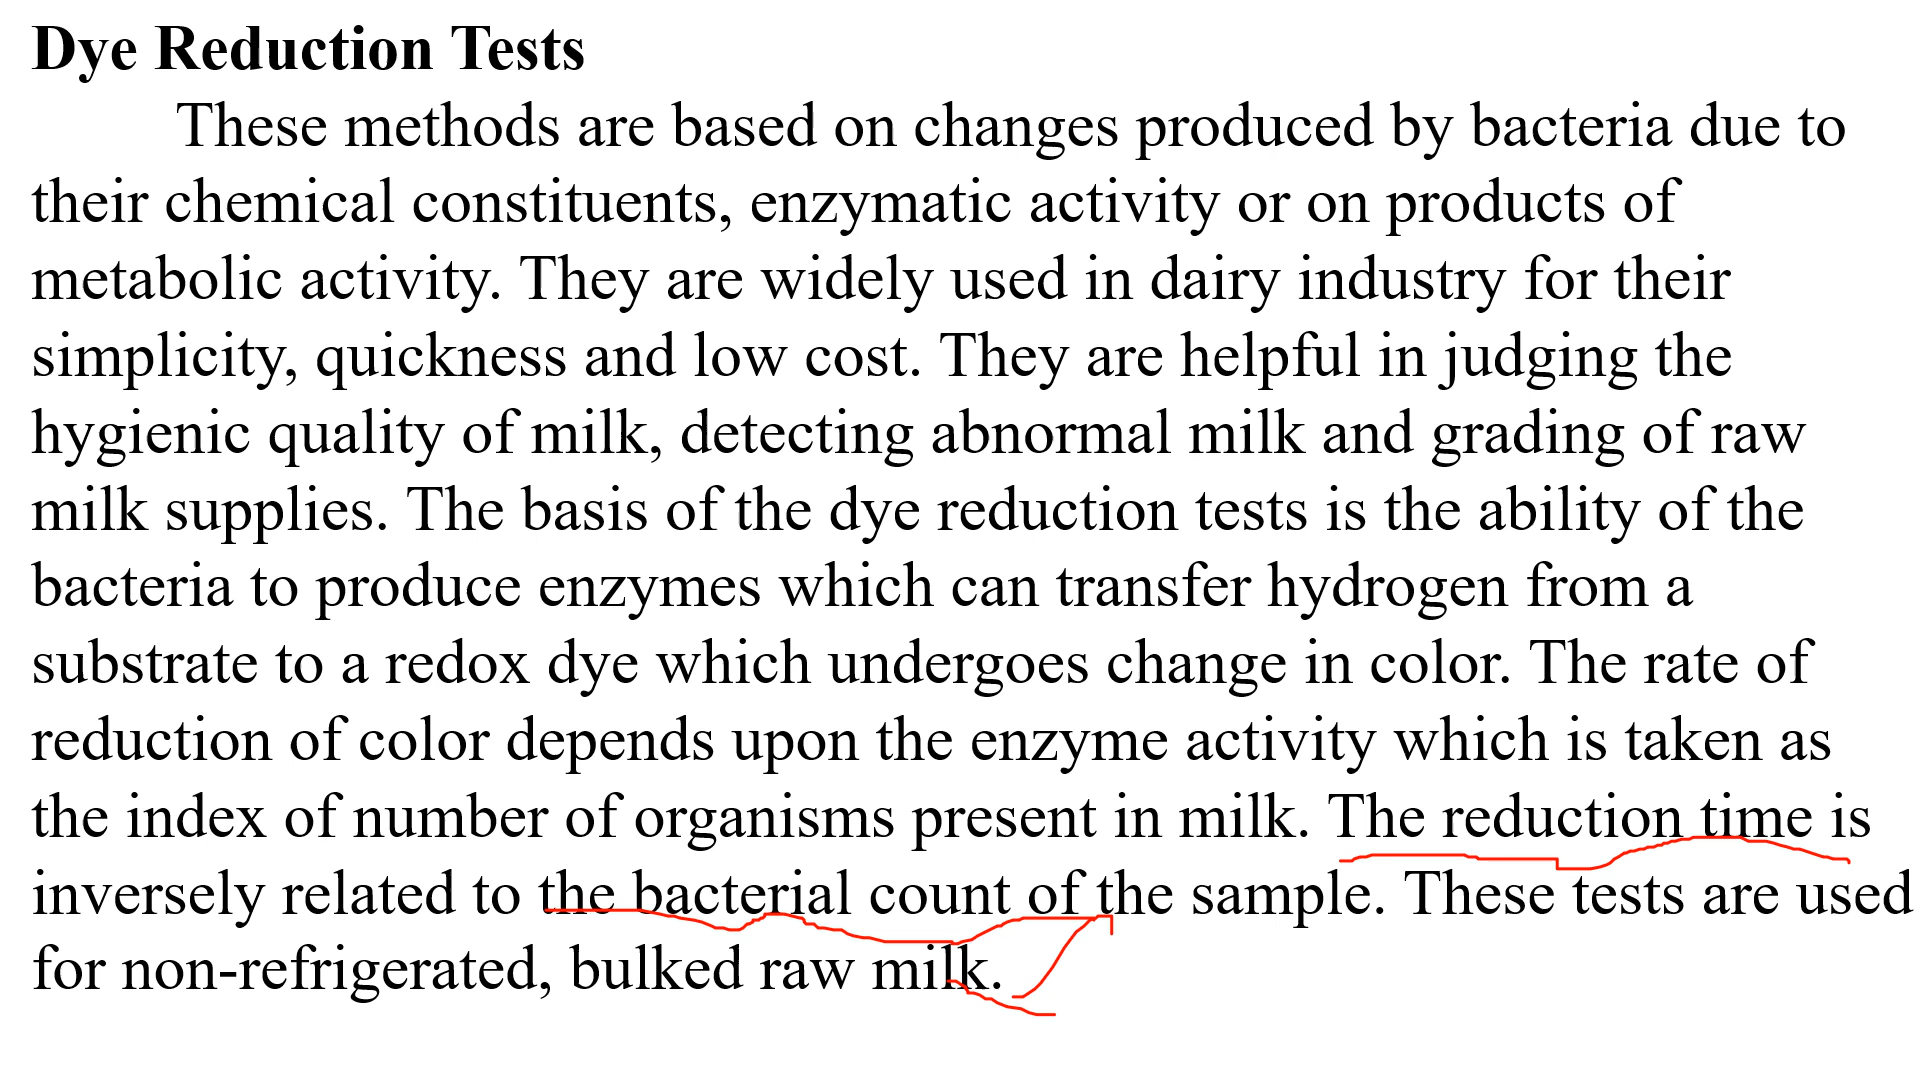 Dye Reduction Tests
These methods are based on changes produced by bacteria due to
their chemical constituents, enzymatic activity or on products of
metabolic activity. They are widely used in dairy industry for their
simplicity, quickness and low cost. They are helpful in judging the
hygienic quality of milk, detecting abnormal milk and grading of raw
milk supplies. The basis of the dye reduction tests is the ability of the
bacteria to produce enzymes which can transfer hydrogen from a
substrate to a redox dye which undergoes change in color. The rate of
reduction of color depends upon the enzyme activity which is taken as
the index of number of organisms present in milk. The reduction time is
inversely related to the bacterial count of the sample. These tests are used
for non-refrigerated, bulked raw milk.